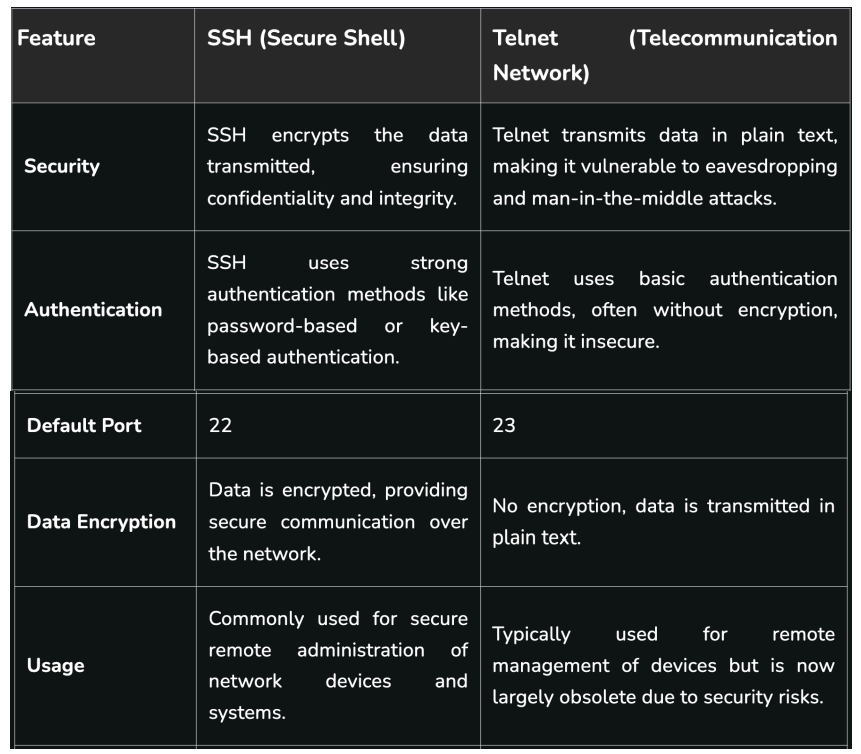 Feature
SSH (Secure Shell)
Telnet (Telecommunication
Network)
Security
SSH encrypts the data
transmitted, ensuring
confidentiality and integrity.
Telnet transmits data in plain text,
making it vulnerable to eavesdropping
and man-in-the-middle attacks.
Authentication
SSH uses strong
authentication methods like
password-based or key-
based authentication.
Telnet uses basic authentication
methods, often without encryption,
making it insecure.
Default Port
22
23
Data Encryption
Data is encrypted, providing
secure communication over
the network.
No encryption, data is transmitted in
plain text.
Usage
Commonly used for secure
remote administration of
network devices and
systems.
Typically used for remote
management of devices but is now
largely obsolete due to security risks.